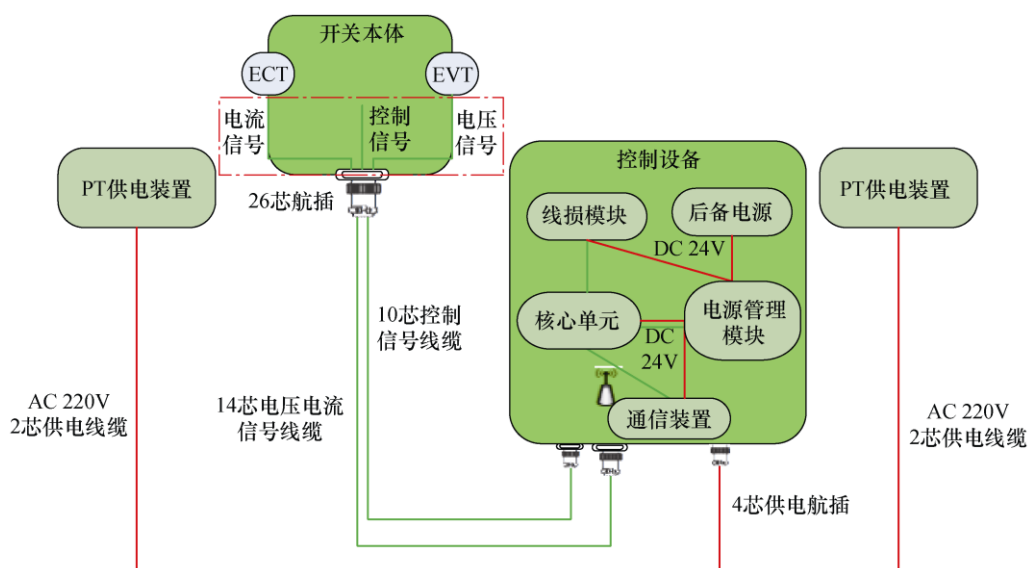 开关本体
ECT
EVT
电流
信号
控制
信号
电压
信号
26芯航插
PT供电装置
控制设备
线损模块
后备电源
DC 24V
核心单元
电源管理
模块
DC
24V
通信装置
PT供电装置
10芯控制
信号线缆
14芯电压电流
信号线缆
AC 220V
2芯供电线缆
4芯供电航插
AC 220V
2芯供电线缆